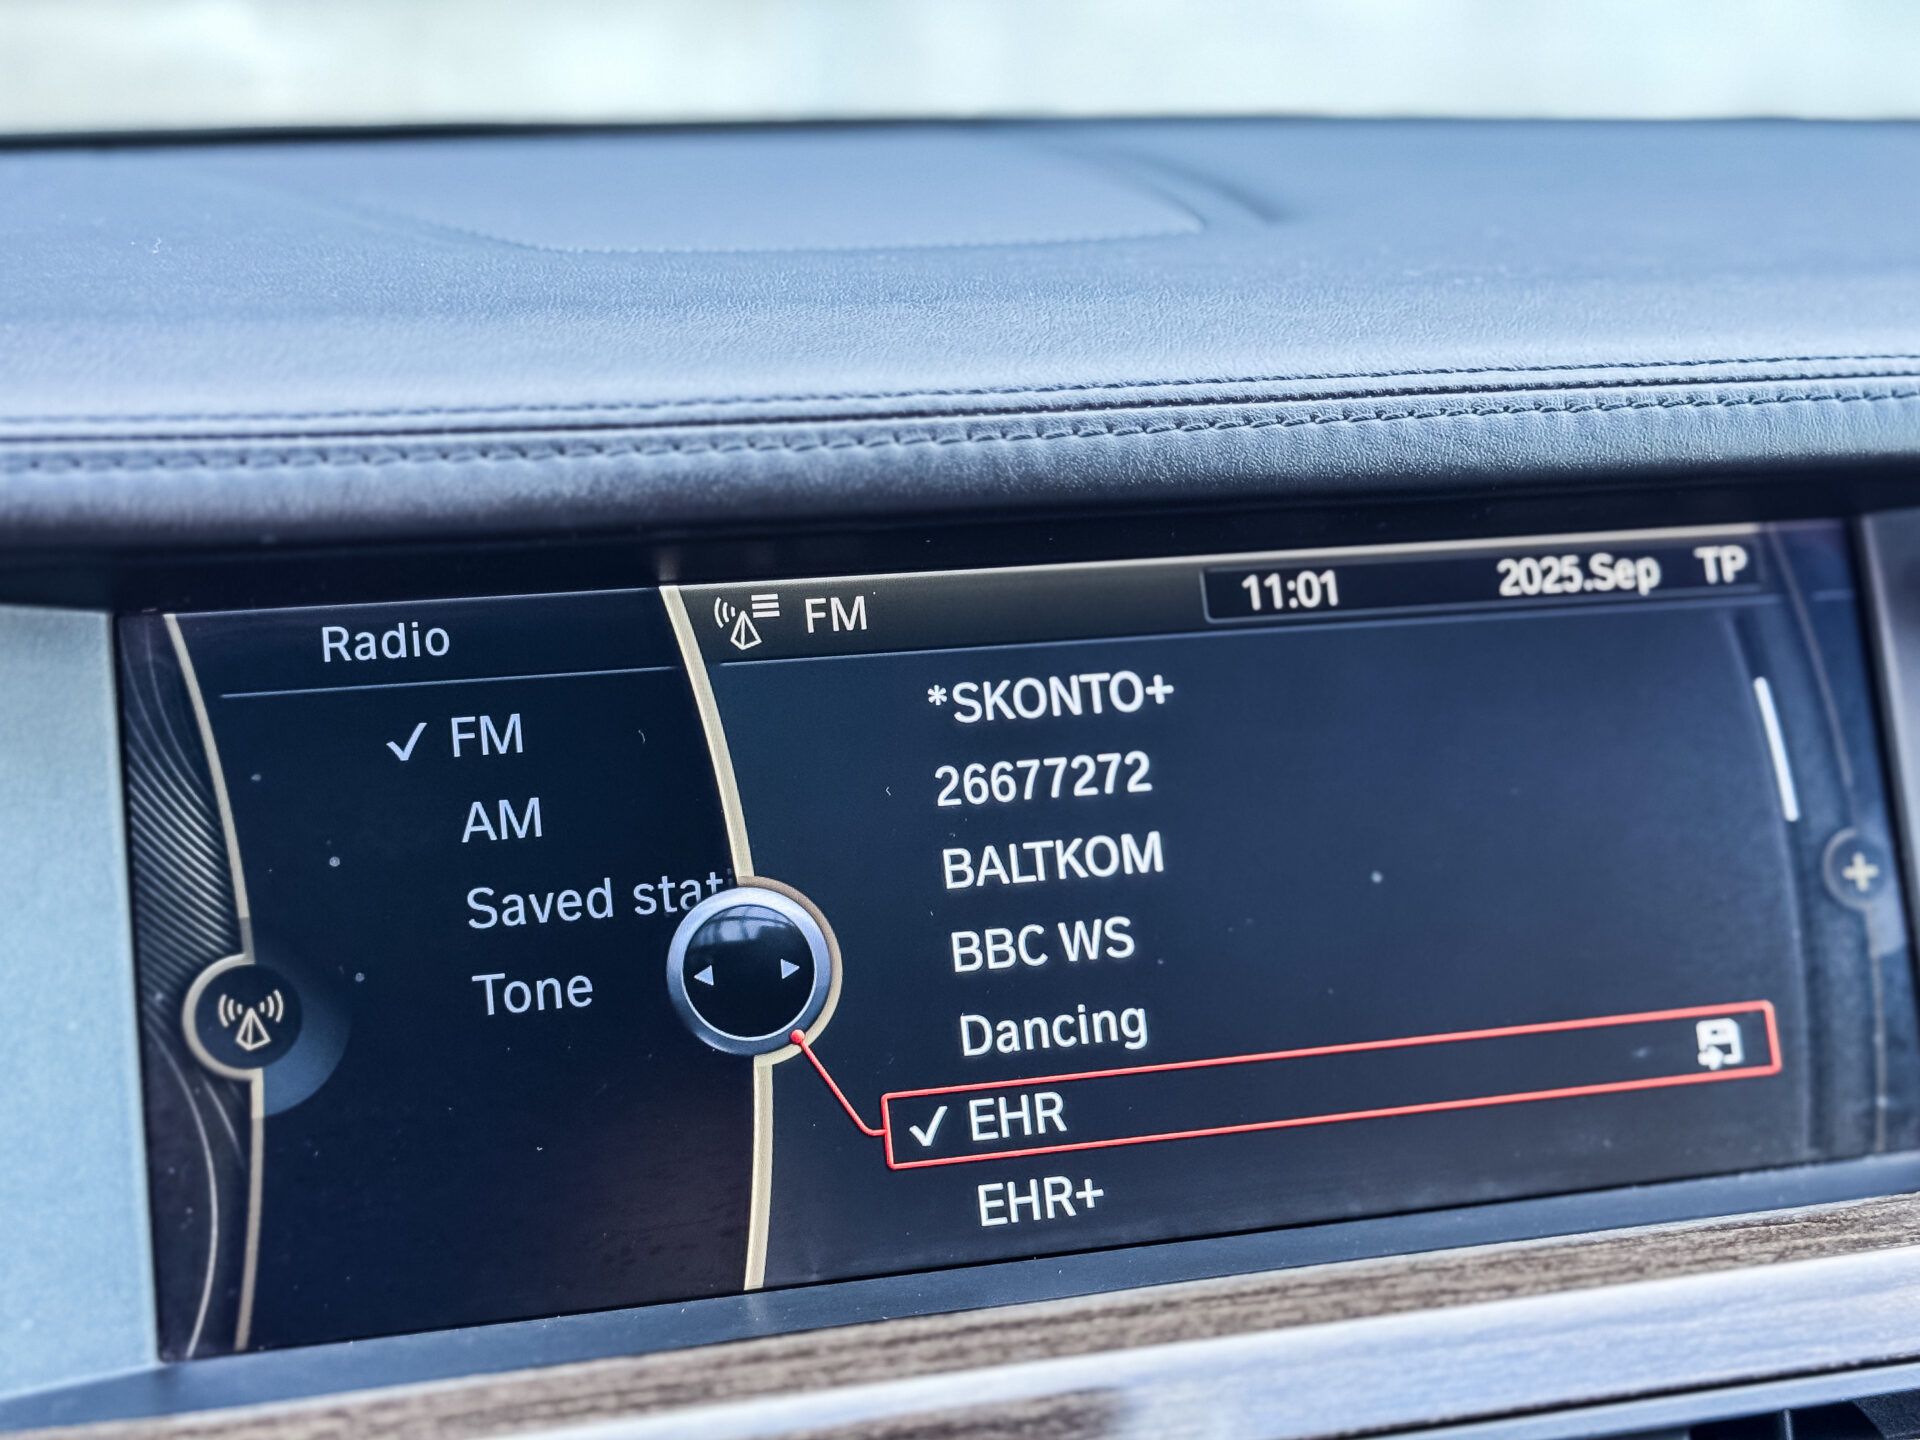 Radio
FM
AM
Saved stati
Tone
FM
11:01
2025.Sep
TP
*SKONTO+
26677272
BALTKOM
BBC WS
Dancing
EHR
EHR+